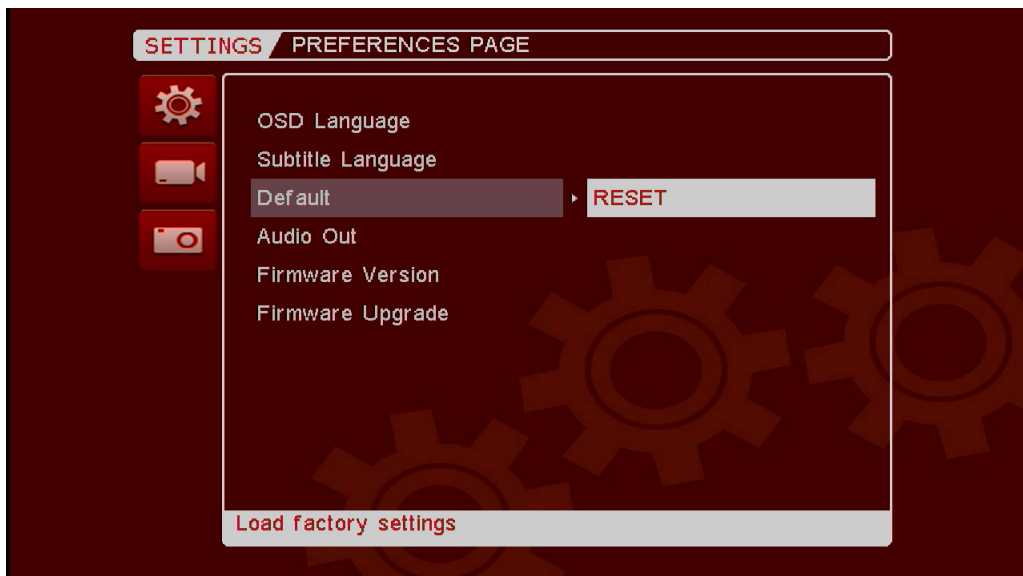 SETTINGS PREFERENCES PAGE
OSD Language
Subtitle Language
Default RESET
Audio Out
Firmware Version
Firmware Upgrade
Load factory settings